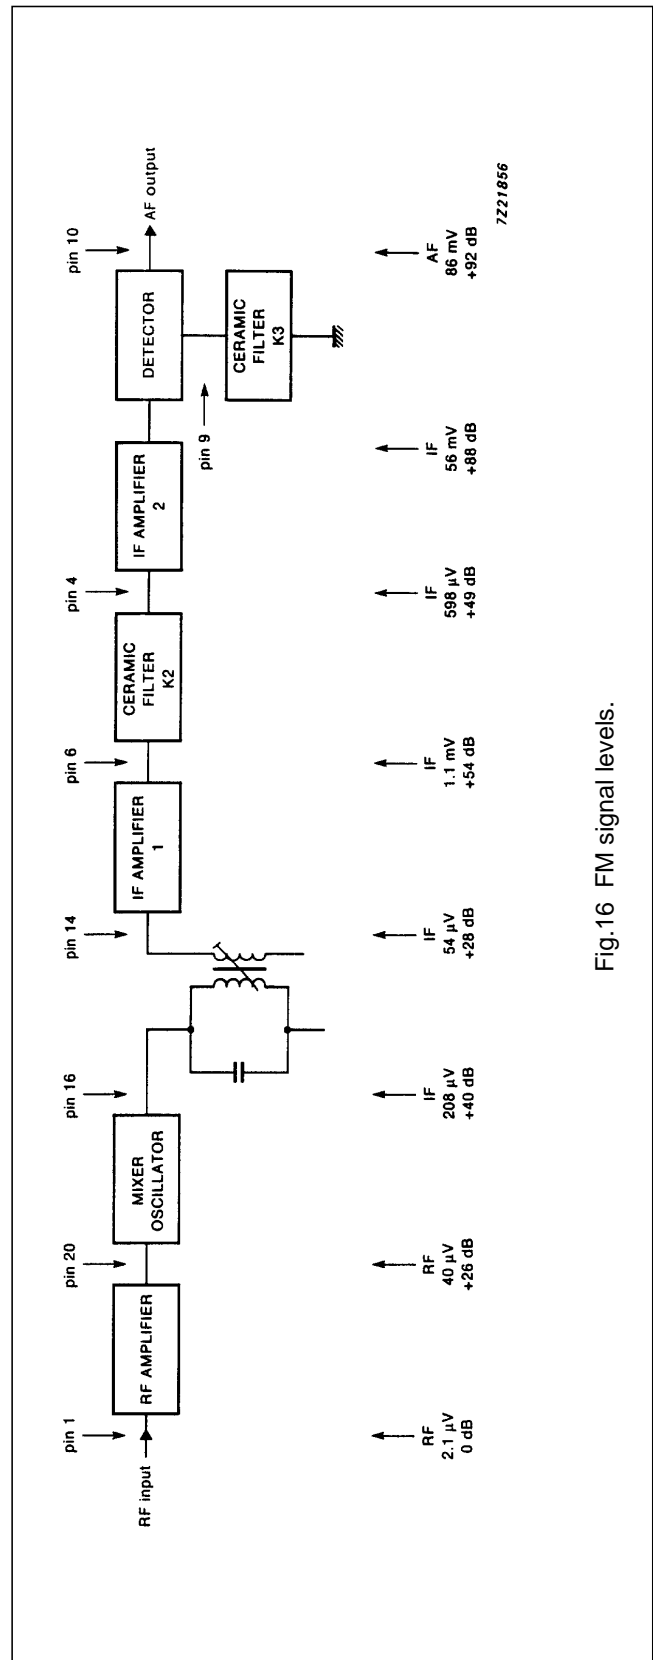 pin 1
pin 20
pin 16
pin 14
pin 6
pin 4
pin 10
RF input
RF AMPLIFIER
MIXER
OSCILLATOR
IF AMPLIFIER
1
CERAMIC
FILTER
K2
IF AMPLIFIER
2
DETECTOR
AF output
pin 9
CERAMIC
FILTER
K3
RF
2.1 μV
0 dB
RF
40 μV
+26 dB
IF
208 μV
+40 dB
IF
54 μV
+28 dB
IF
1.1 mV
+54 dB
IF
598 μV
+49 dB
IF
56 mV
+88 dB
AF
86 mV
+92 dB
7Z21856
Fig.16 FM signal levels.